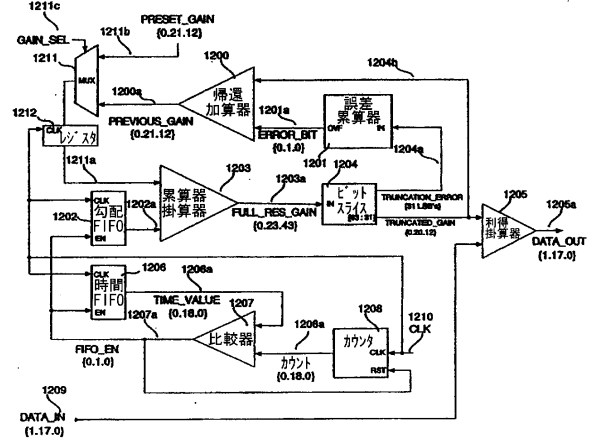 1211c
GAIN_SEL
1211
MUX
1211b
PRESET_GAIN
{0.21.12}
1200
帰還
加算器
1200a
PREVIOUS_GAIN
{0.21.12}
1204b
1201a
ERROR_BIT
{0.1.0}
誤差
累算器
OVF
IN
1201
1204a
1212
CLK
レジスタ
1211a
1203
累算器
掛算器
1203a
FULL_RES_GAIN
{0.23.43}
1204
IN
ビット
スライス
[63:31]
TRUNCATION_ERROR
TRUNCATED_GAIN
{0.20.12}
1205
利得
掛算器
1205a
DATA_OUT
{1.17.0}
CLK
勾配
FIFO
EN
1202
1202a
CLK
時間
FIFO
EN
1206
1206a
TIME_VALUE
{0.18.0}
1207a
1207
比較器
FIFO_EN
{0.1.0}
1208a
カウント
{0.18.0}
1208
カウンタ
CLK
RST
1210
CLK
1209
DATA_IN
{1.17.0}